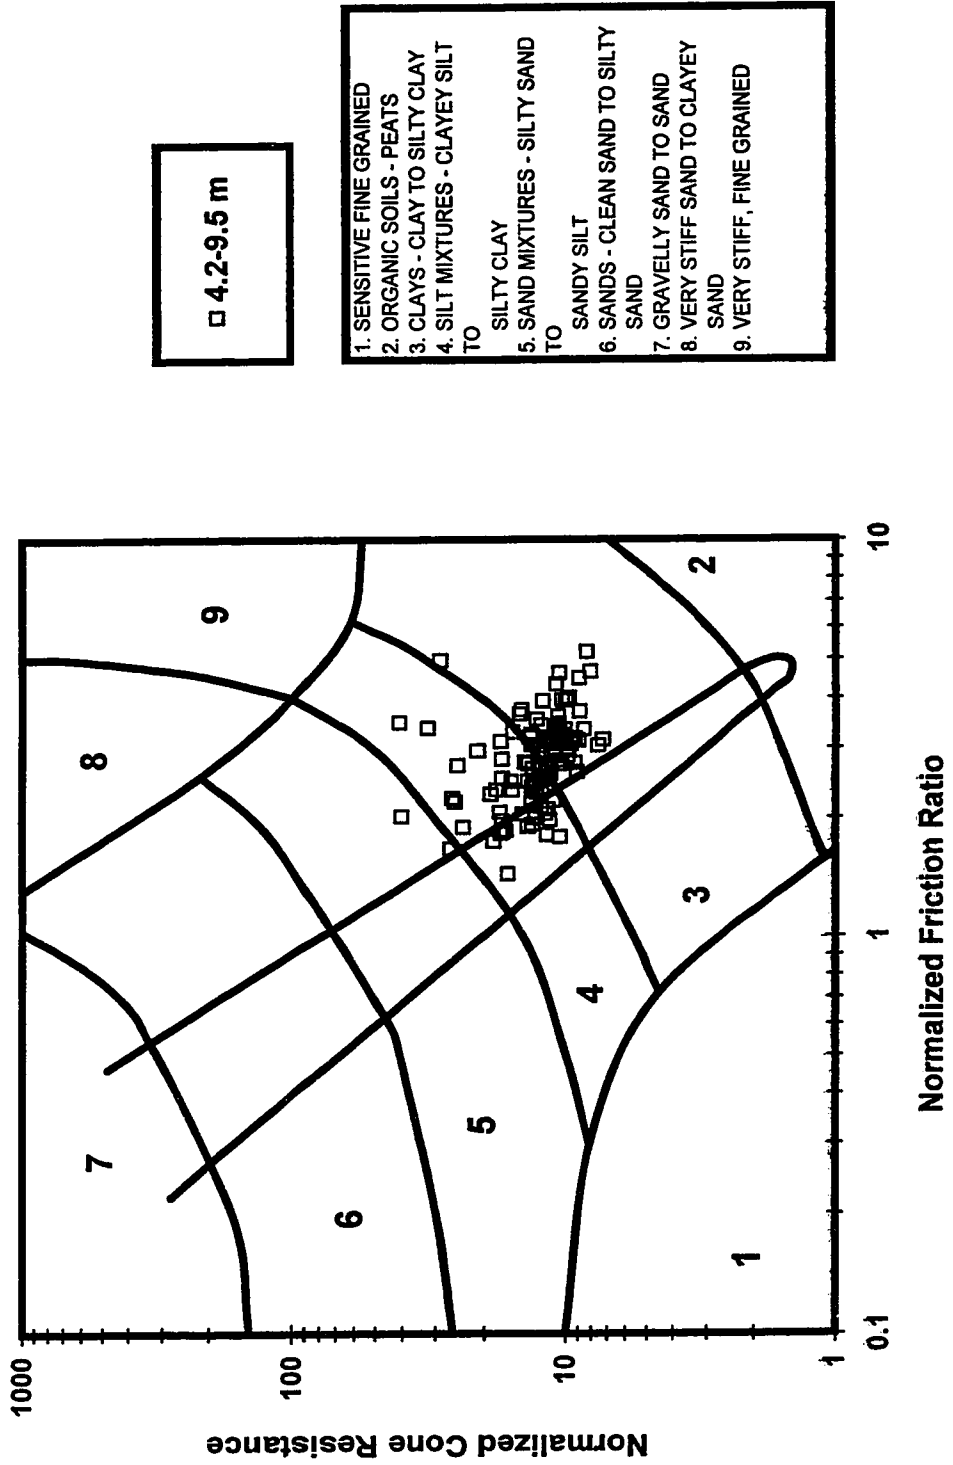 1000
100
10
1
Normalized Cone Resistance
0.1
1
10
Normalized Friction Ratio
7
8
9
6
5
4
3
2
1
4.2-9.5 m
1. SENSITIVE FINE GRAINED
2. ORGANIC SOILS - PEATS
3. CLAYS - CLAY TO SILTY CLAY
4. SILT MIXTURES - CLAYEY SILT
TO
SILTY CLAY
5. SAND MIXTURES - SILTY SAND
TO
SANDY SILT
6. SANDS - CLEAN SAND TO SILTY
SAND
7. GRAVELLY SAND TO SAND
8. VERY STIFF SAND TO CLAYEY
SAND
9. VERY STIFF, FINE GRAINED